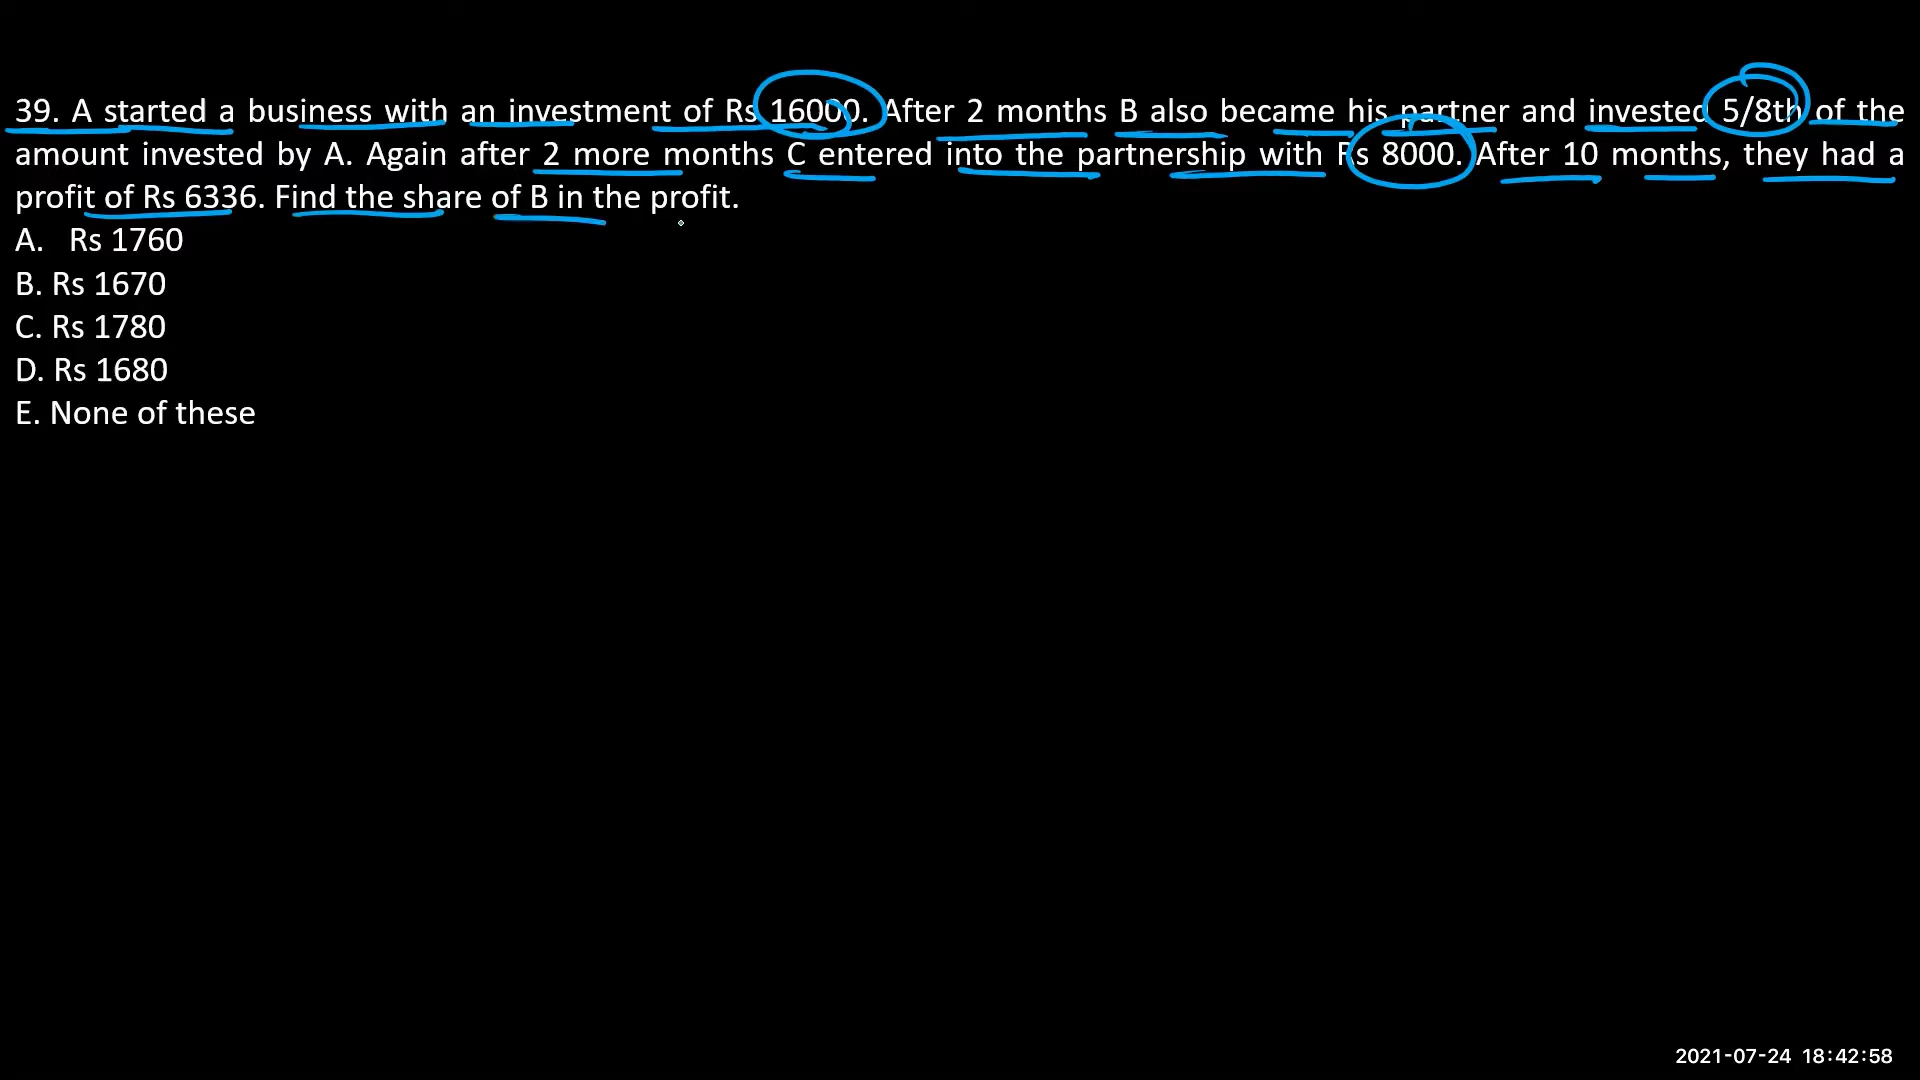 39. A started a business with an investment of Rs 16000. After 2 months B also became his partner and invested 5/8th of the
amount invested by A. Again after 2 more months C entered into the partnership with Rs 8000. After 10 months, they had a
profit of Rs 6336. Find the share of B in the profit.
A. Rs 1760
B. Rs 1670
C. Rs 1780
D. Rs 1680
E. None of these
2021-07-24 18:42:58